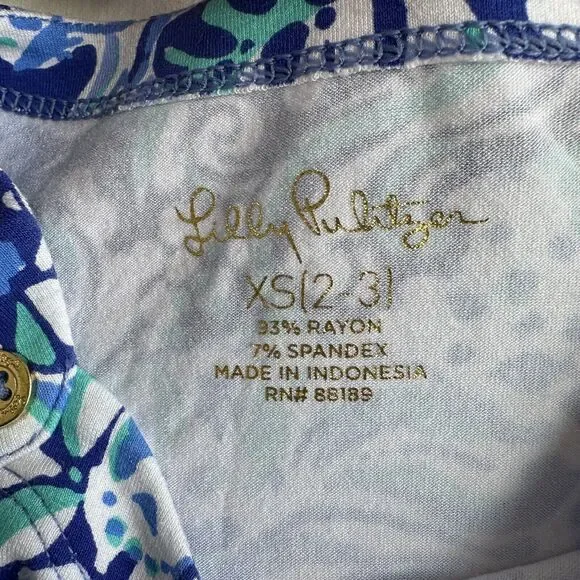 Lilly Pulitzer
XS(2-3)
93% RAYON
7% SPANDEX
MADE IN INDONESIA
RN# 88189